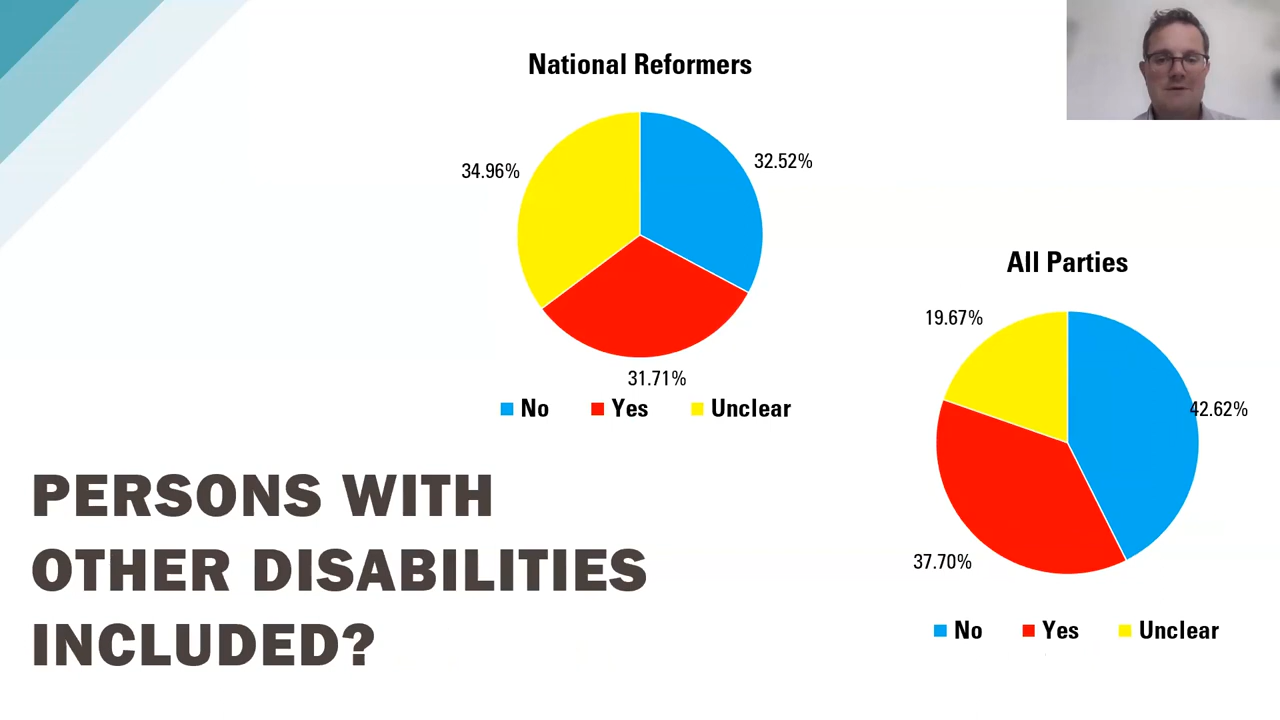 National Reformers
34.96%
32.52%
31.71%
No Yes Unclear
All Parties
19.67%
42.62%
37.70%
No Yes Unclear
PERSONS WITH
OTHER DISABILITIES
INCLUDED?